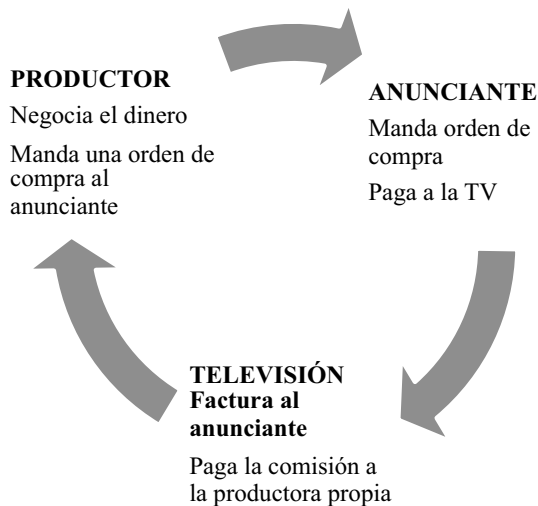 PRODUCTOR
Negocia el dinero
Manda una orden de
compra al
anunciante
ANUNCIANTE
Manda orden de
compra
Paga a la TV
TELEVISIÓN
Factura al
anunciante
Paga la comisión a
la productora propia